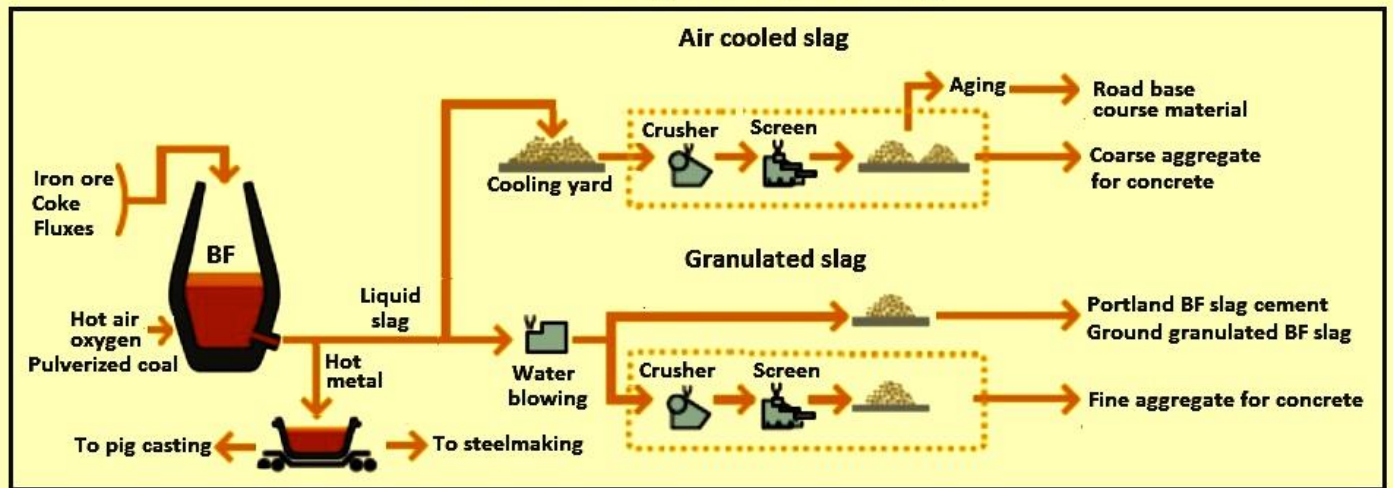 Air cooled slag
Aging
Road base
course material
Crusher
Screen
Cooling yard
Coarse aggregate
for concrete
Iron ore
Coke
Fluxes
BF
Granulated slag
Liquid
slag
Hot air
oxygen
Pulverized coal
Hot
metal
Water
blowing
Portland BF slag cement
Ground granulated BF slag
Crusher
Screen
Fine aggregate for concrete
To pig casting
To steelmaking